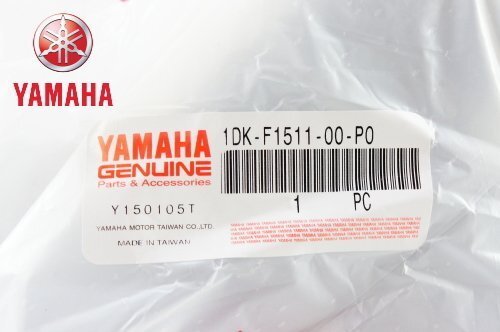 YAMAHA
YAMAHA
GENUINE
Parts & Accessories
Y150105T
YAMAHA MOTOR TAIWAN CO.,LTD.
MADE IN TAIWAN
1DK-F1511-00-P0
1 PC